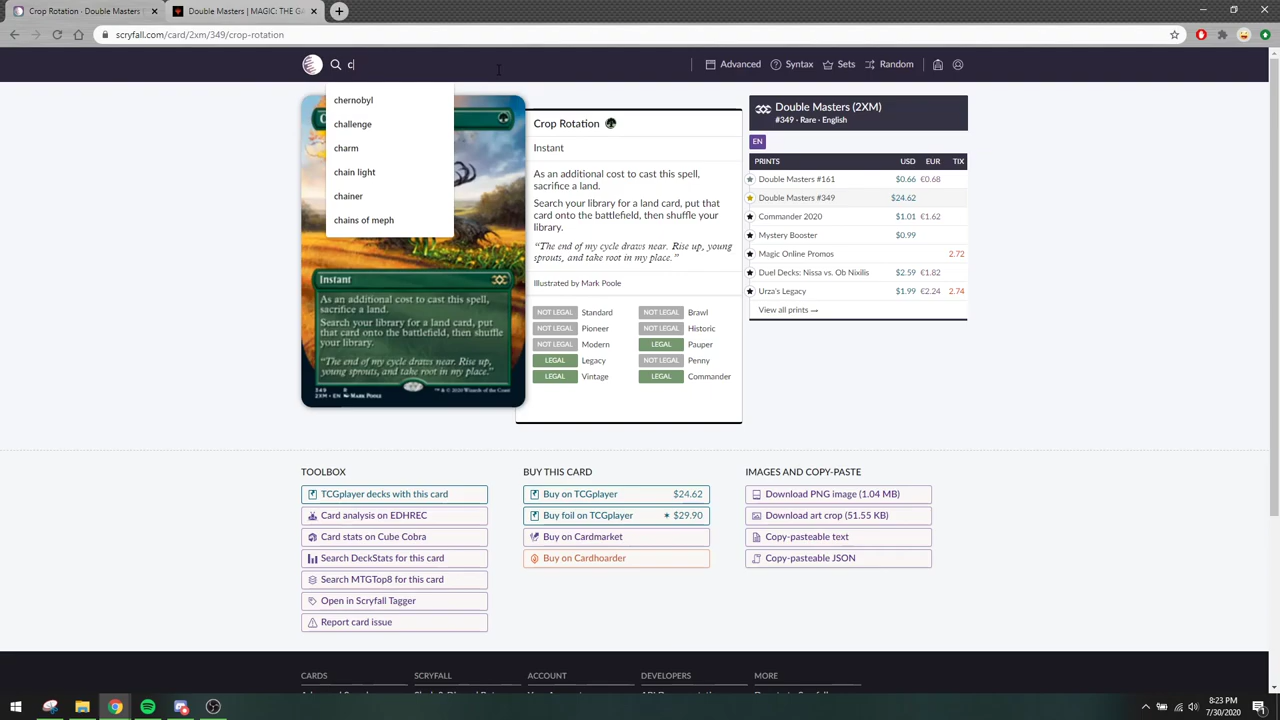 Crop Rotation · Double
Double Masters | MAGIC: THE G
scryfall.com/card/2xm/349/crop-rotation
c
Advanced
Syntax
Sets
Random
chernobyl
challenge
charm
chain light
chainer
chains of meph
Instant
As an additional cost to cast this spell,
sacrifice a land.
Search your library for a land card, put
that card onto the battlefield, then shuffle
your library.
"The end of my cycle draws near. Rise up,
young sprouts, and take root in my place."
349 R
2XM • EN MARK POOLE
™ & © 2020 Wizards of the Coast
Crop Rotation
Instant
As an additional cost to cast this spell,
sacrifice a land.
Search your library for a land card, put that
card onto the battlefield, then shuffle your
library.
“The end of my cycle draws near. Rise up, young
sprouts, and take root in my place.”
Illustrated by Mark Poole
NOT LEGAL Standard NOT LEGAL Brawl
NOT LEGAL Pioneer NOT LEGAL Historic
NOT LEGAL Modern LEGAL Pauper
LEGAL Legacy NOT LEGAL Penny
LEGAL Vintage LEGAL Commander
Double Masters (2XM)
#349 · Rare · English
EN
PRINTS USD EUR TIX
Double Masters #161 $0.66 €0.68
Double Masters #349 $24.62
Commander 2020 $1.01 €1.62
Mystery Booster $0.99
Magic Online Promos 2.72
Duel Decks: Nissa vs. Ob Nixilis $2.59 €1.82
Urza's Legacy $1.99 €2.24 2.74
View all prints →
TOOLBOX
TCGplayer decks with this card
Card analysis on EDHREC
Card stats on Cube Cobra
Search DeckStats for this card
Search MTGTop8 for this card
Open in Scryfall Tagger
Report card issue
BUY THIS CARD
Buy on TCGplayer $24.62
Buy foil on TCGplayer ✶ $29.90
Buy on Cardmarket
Buy on Cardhoarder
IMAGES AND COPY-PASTE
Download PNG image (1.04 MB)
Download art crop (51.55 KB)
Copy-pasteable text
Copy-pasteable JSON
CARDS SCRYFALL ACCOUNT DEVELOPERS MORE
8:23 PM
7/30/2020